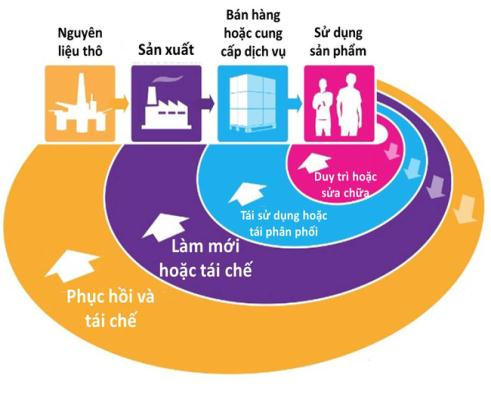 Nguyên
liệu thô
Sản xuất
Bán hàng
hoặc cung
cấp dịch vụ
Sử dụng
sản phẩm
Duy trì hoặc
sửa chữa
Tái sử dụng hoặc
tái phân phối
Làm mới
hoặc tái chế
Phục hồi và
tái chế